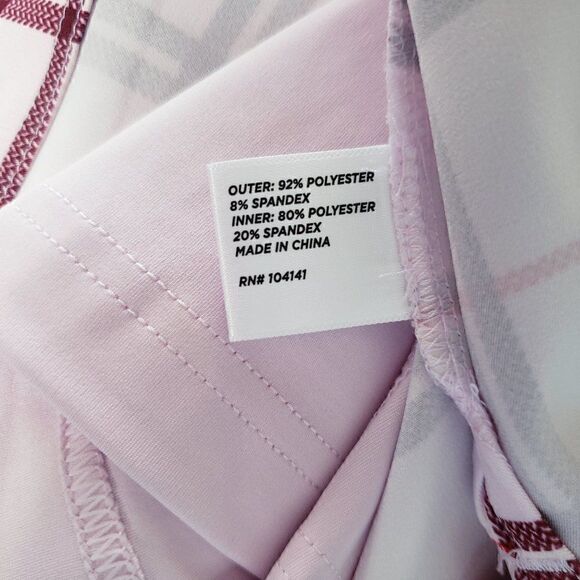 OUTER: 92% POLYESTER
8% SPANDEX
INNER: 80% POLYESTER
20% SPANDEX
MADE IN CHINA
RN# 104141